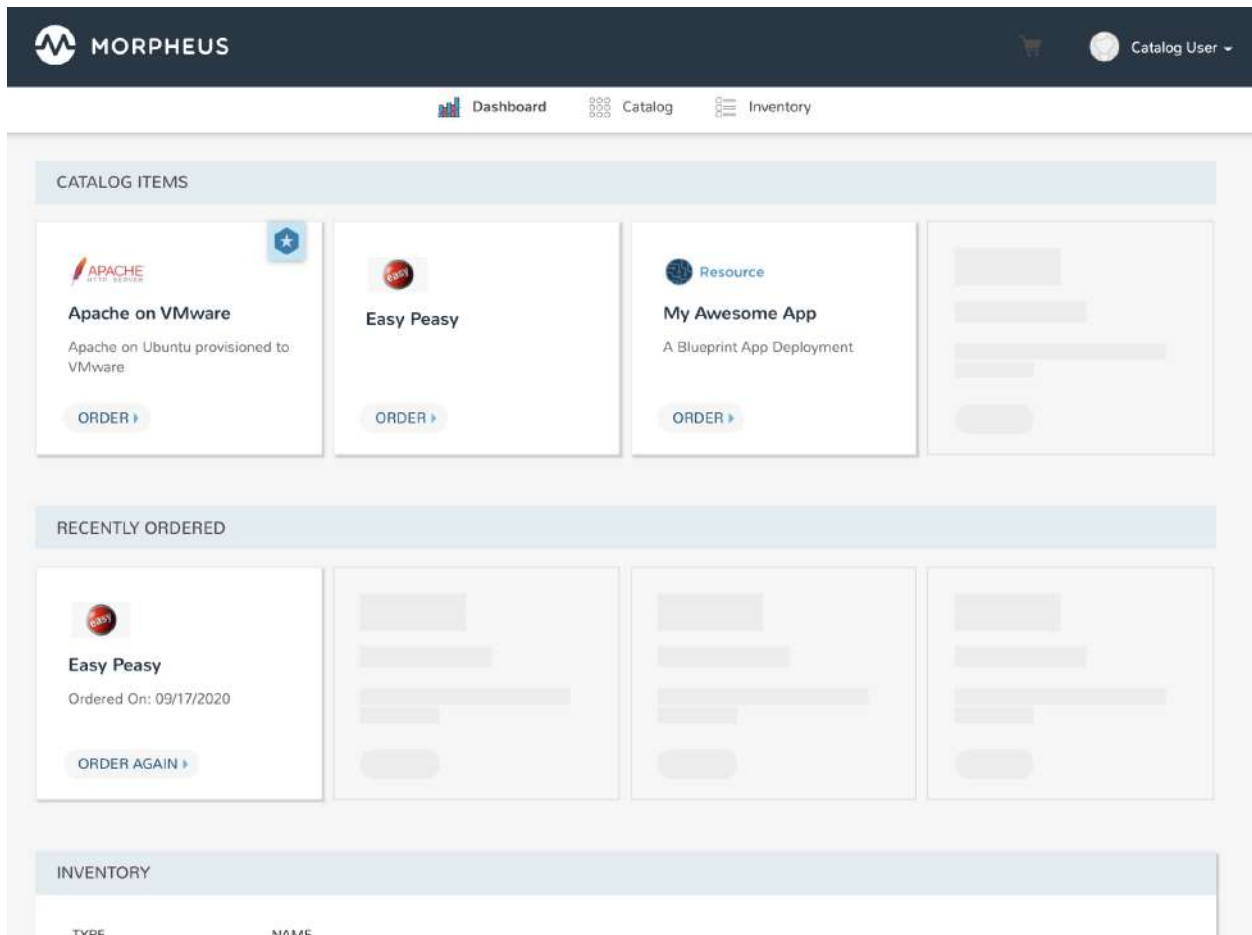 MORPHEUS
Catalog User
Dashboard
Catalog
Inventory
CATALOG ITEMS
APACHE
HTTP SERVER
easy
Resource
Apache on VMware
Easy Peasy
My Awesome App
Apache on Ubuntu provisioned to
VMware
A Blueprint App Deployment
ORDER
ORDER
ORDER
RECENTLY ORDERED
easy
Easy Peasy
Ordered On: 09/17/2020
ORDER AGAIN
INVENTORY
TYPE
NAME